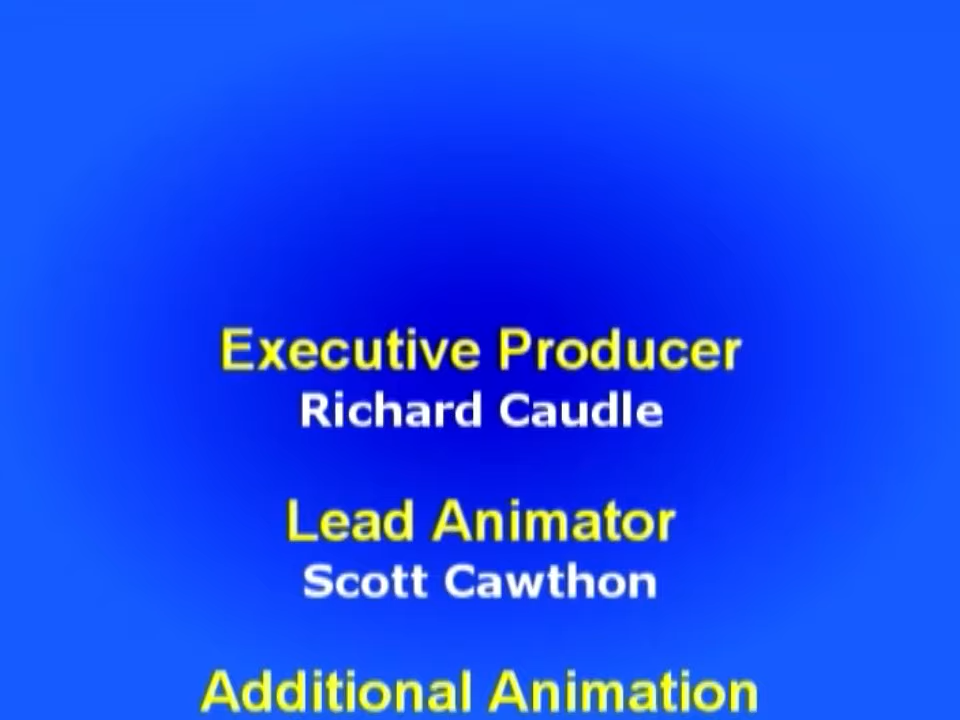 Executive Producer
Richard Caudle
Lead Animator
Scott Cawthon
Additional Animation